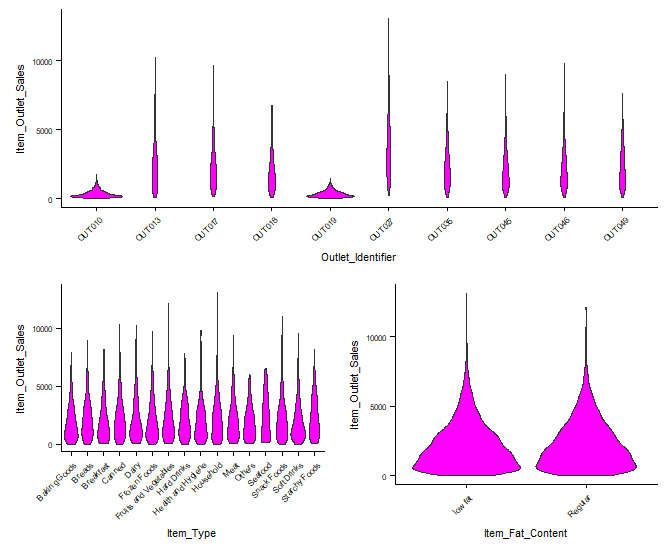 Item_Outlet_Sales
10000
5000
0
OUT010
OUT013
OUT017
OUT018
OUT019
OUT027
OUT035
OUT045
OUT046
OUT049
Outlet_Identifier
Item_Outlet_Sales
10000
5000
0
Baking Goods
Breads
Breakfast
Canned
Dairy
Frozen Foods
Fruits and Vegetables
Hard Drinks
Health and Hygiene
Household
Meat
Others
Seafood
Snack Foods
Soft Drinks
Starchy Foods
Item_Type
Item_Outlet_Sales
10000
5000
0
low fat
Regular
Item_Fat_Content